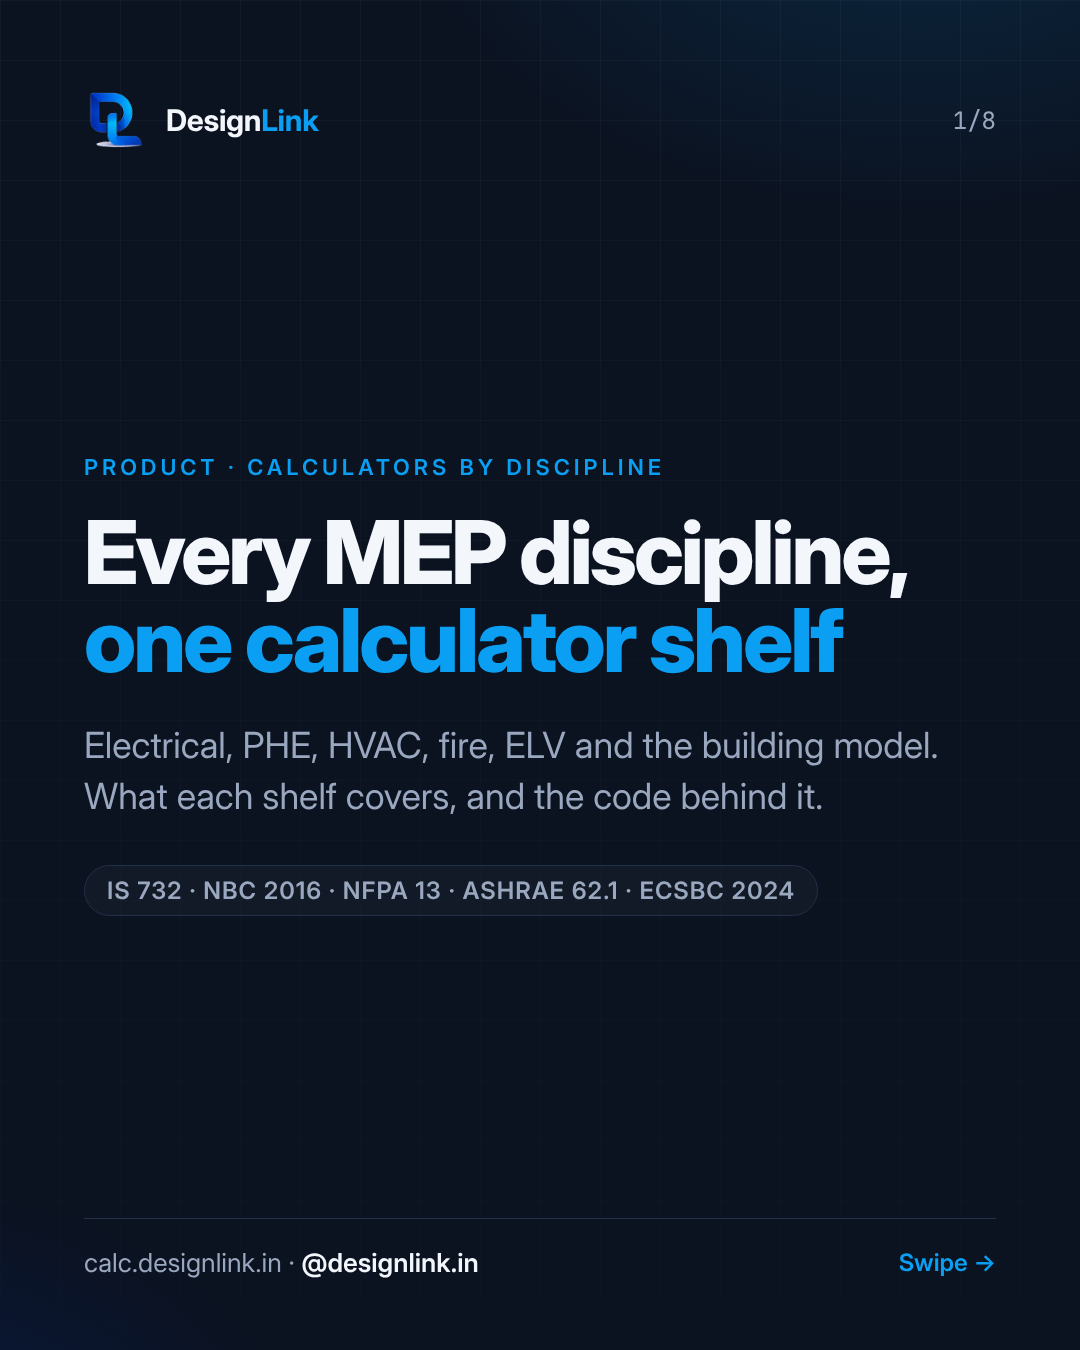 DesignLink
1/8
PRODUCT · CALCULATORS BY DISCIPLINE
Every MEP discipline,
one calculator shelf
Electrical, PHE, HVAC, fire, ELV and the building model.
What each shelf covers, and the code behind it.
IS 732 · NBC 2016 · NFPA 13 · ASHRAE 62.1 · ECSBC 2024
calc.designlink.in · @designlink.in
Swipe →